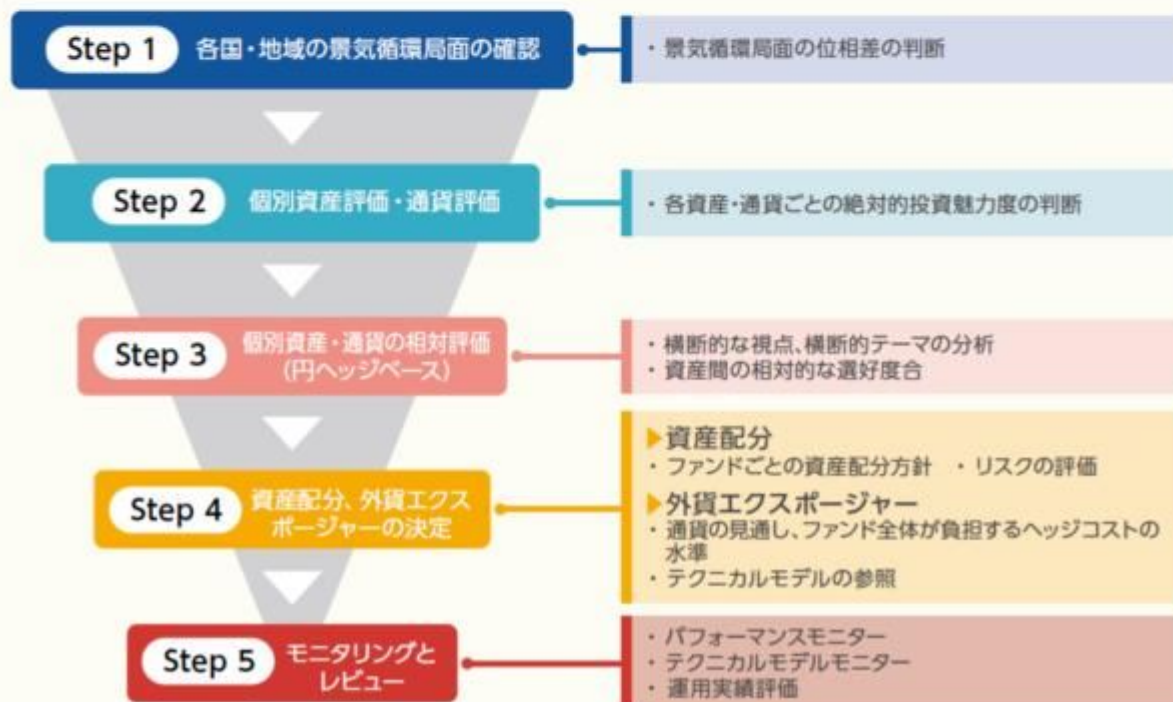 Step 1
各国・地域の景気循環局面の確認
・ 景気循環局面の位相差の判断
Step 2
個別資産評価・通貨評価
・ 各資産・通貨ごとの絶対的投資魅力度の判断
Step 3
個別資産・通貨の相対評価
(円ヘッジベース)
・ 横断的な視点、横断的テーマの分析
・ 資産間の相対的な選好度合
Step 4
資産配分、外貨エクス
ポージャーの決定
▶資産配分
・ ファンドごとの資産配分方針 ・ リスクの評価
▶外貨エクスポージャー
・ 通貨の見通し、ファンド全体が負担するヘッジコストの
水準
・ テクニカルモデルの参照
Step 5
モニタリングと
レビュー
・ パフォーマンスモニター
・ テクニカルモデルモニター
・ 運用実績評価